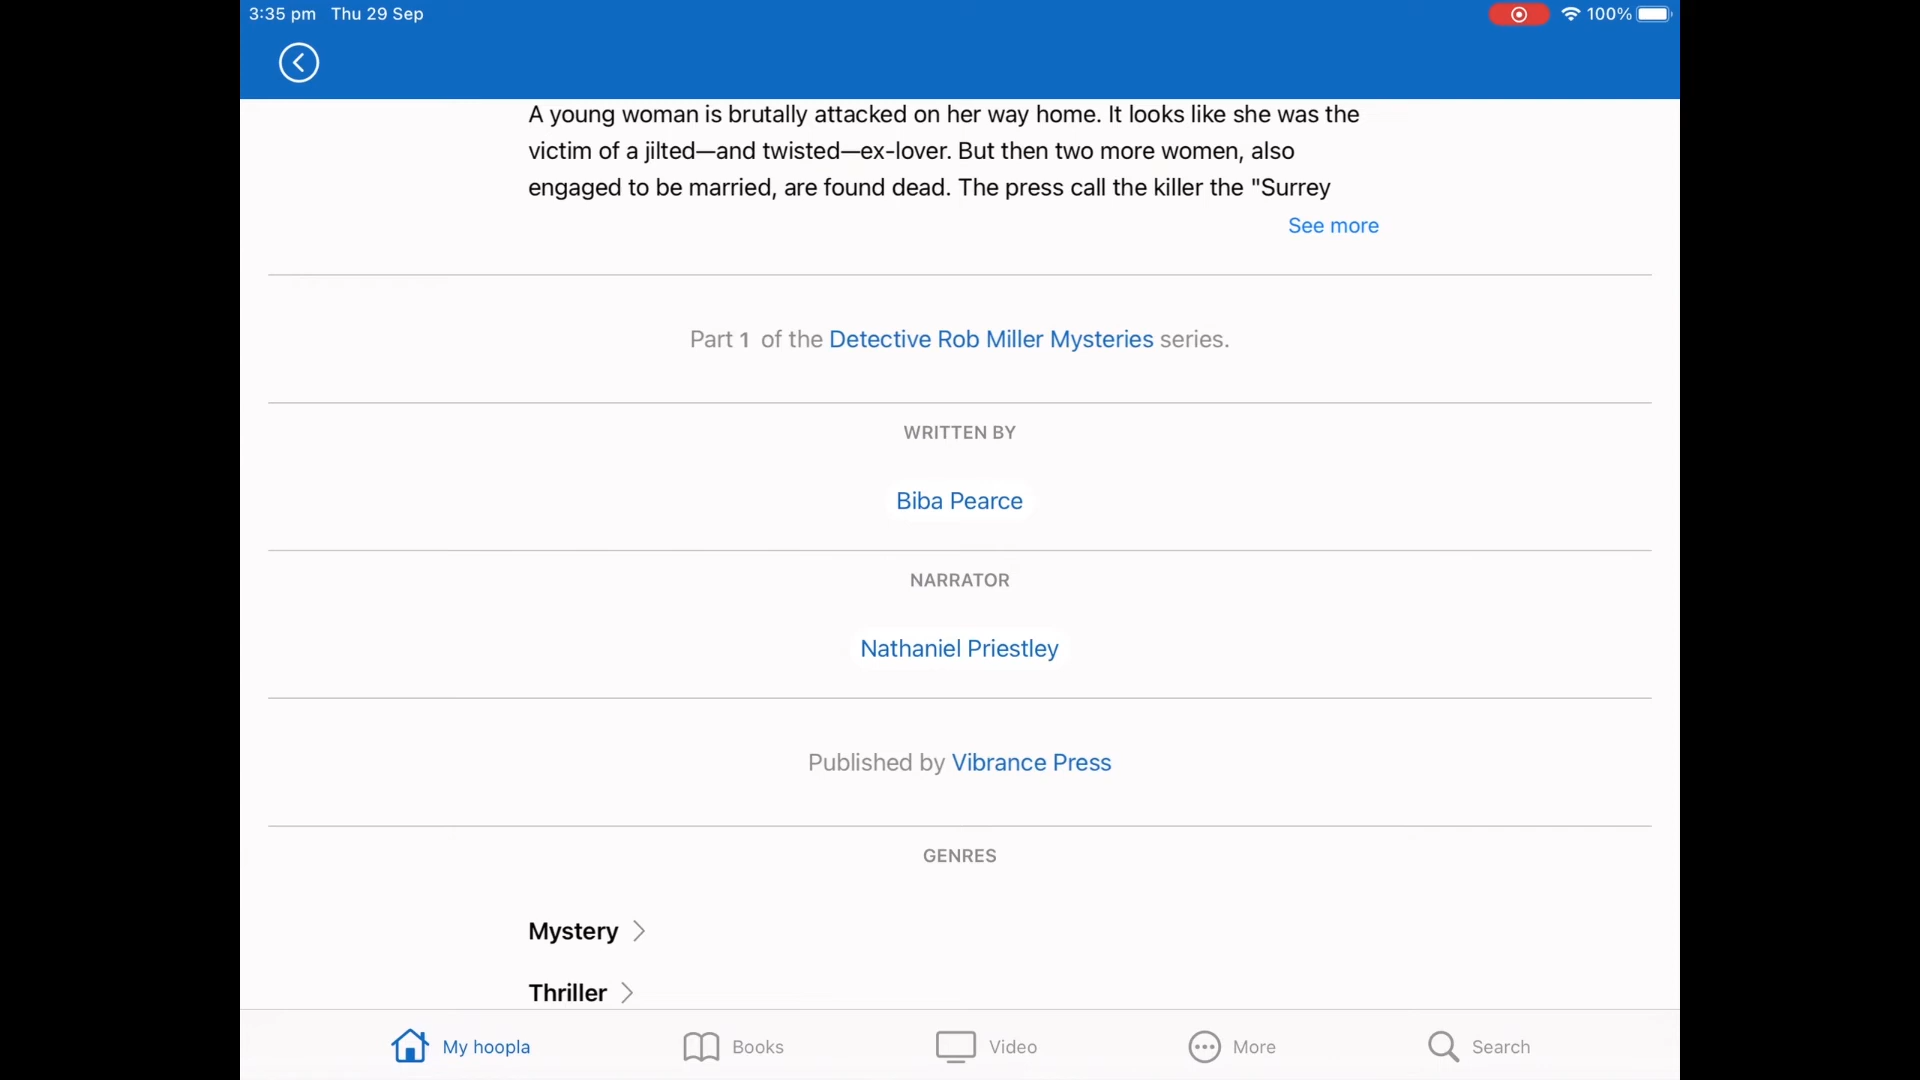 3:35 pm Thu 29 Sep 100%
A young woman is brutally attacked on her way home. It looks like she was the
victim of a jilted—and twisted—ex-lover. But then two more women, also
engaged to be married, are found dead. The press call the killer the "Surrey
See more
Part 1 of the Detective Rob Miller Mysteries series.
WRITTEN BY
Biba Pearce
NARRATOR
Nathaniel Priestley
Published by Vibrance Press
GENRES
Mystery
Thriller
My hoopla Books Video More Search